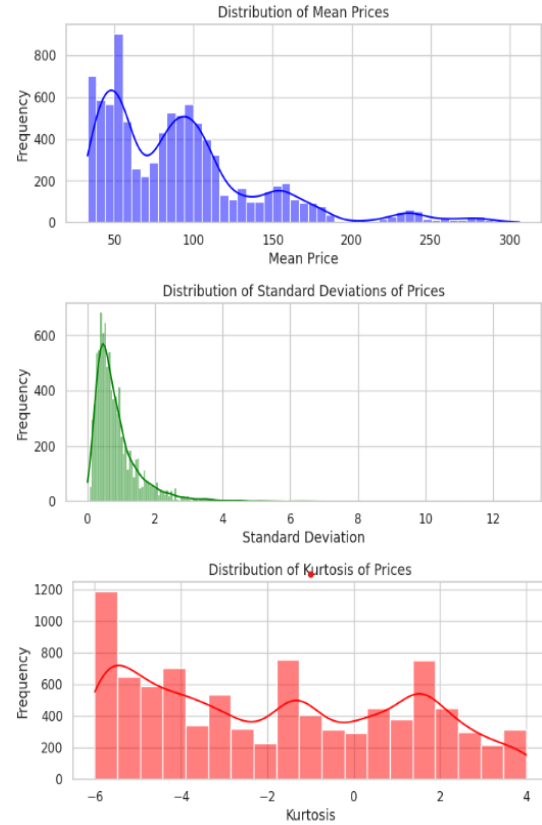 Distribution of Mean Prices
Frequency
800
600
400
200
0
50 100 150 200 250 300
Mean Price
Distribution of Standard Deviations of Prices
Frequency
600
400
200
0
0 2 4 6 8 10 12
Standard Deviation
Distribution of Kurtosis of Prices
Frequency
1200
1000
800
600
400
200
0
−6 −4 −2 0 2 4
Kurtosis